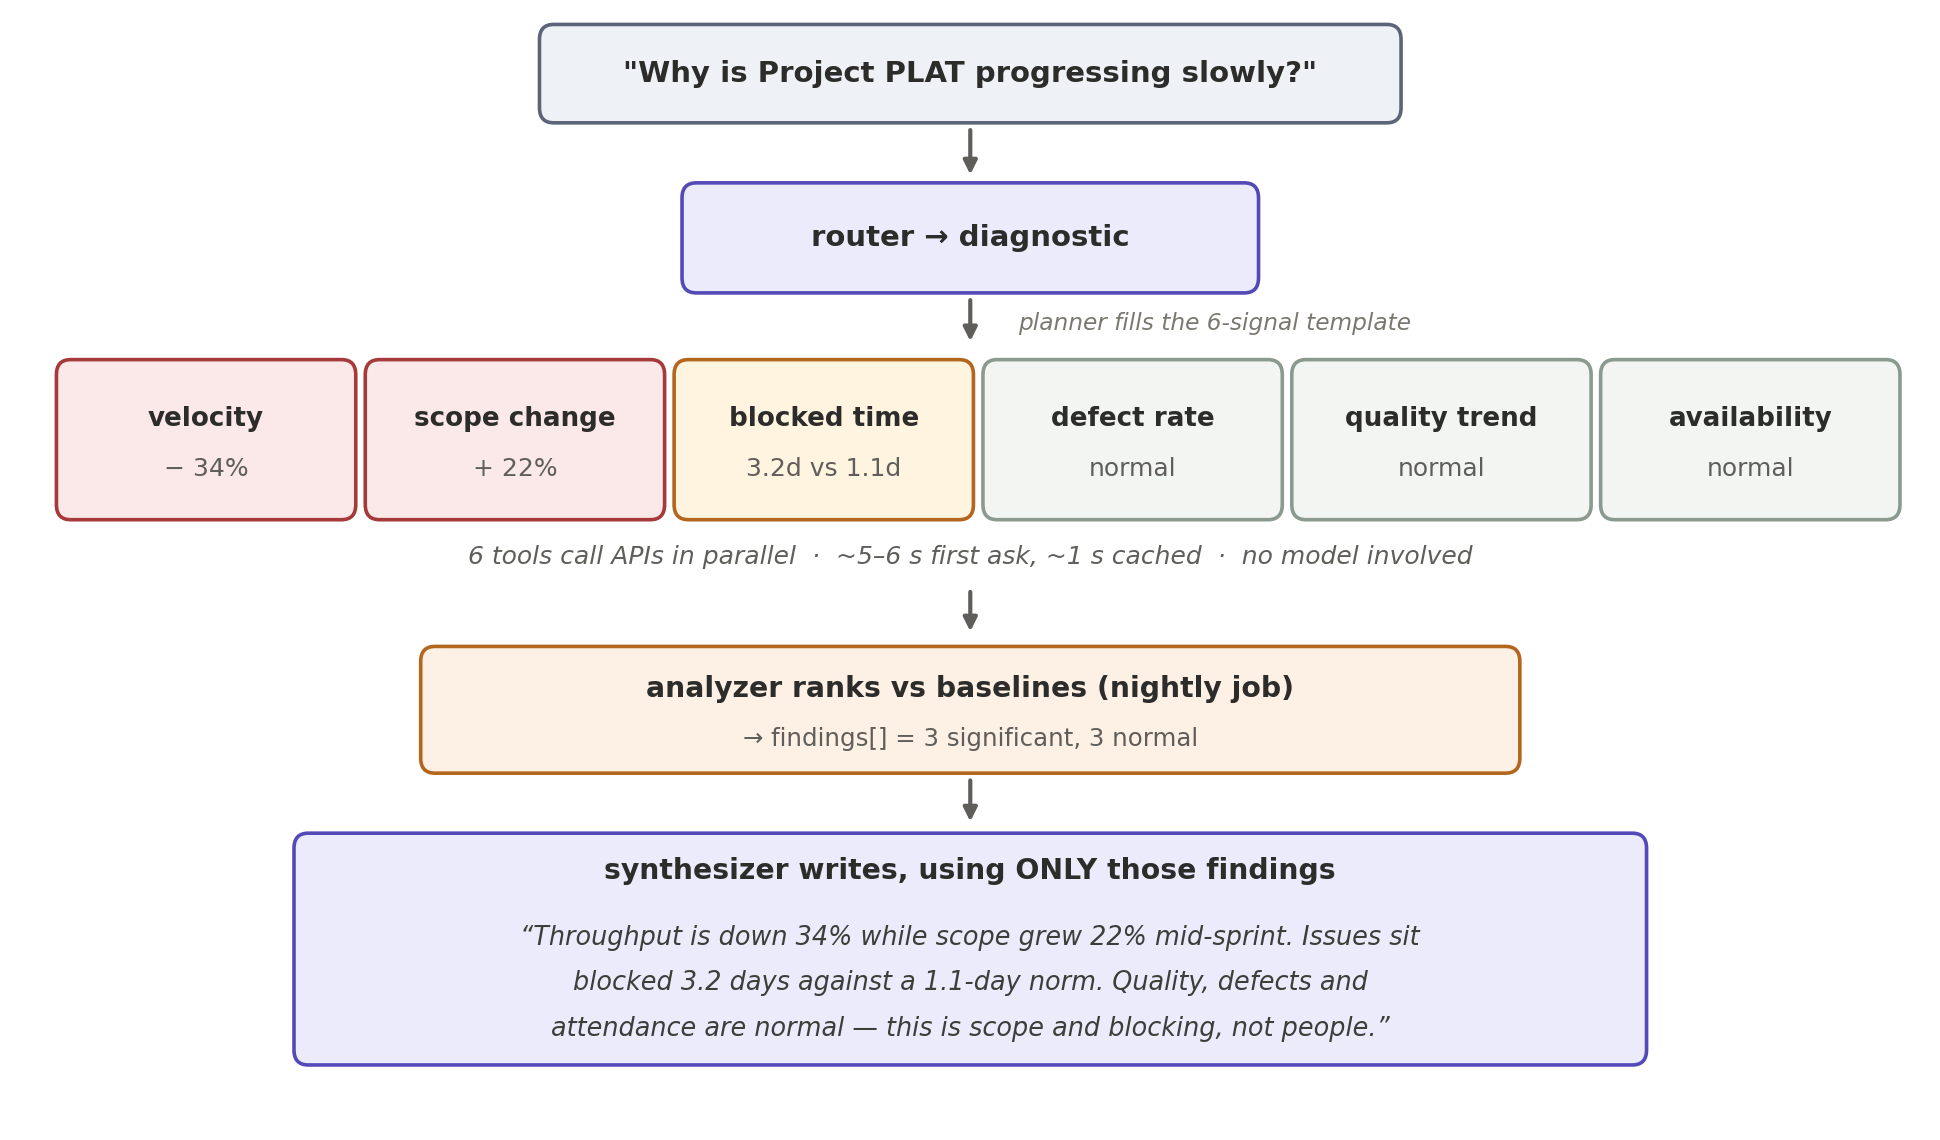 "Why is Project PLAT progressing slowly?"
router → diagnostic
planner fills the 6-signal template
velocity
− 34%
scope change
+ 22%
blocked time
3.2d vs 1.1d
defect rate
normal
quality trend
normal
availability
normal
6 tools call APIs in parallel · ~5–6 s first ask, ~1 s cached · no model involved
analyzer ranks vs baselines (nightly job)
→ findings[] = 3 significant, 3 normal
synthesizer writes, using ONLY those findings
“Throughput is down 34% while scope grew 22% mid-sprint. Issues sit
blocked 3.2 days against a 1.1-day norm. Quality, defects and
attendance are normal — this is scope and blocking, not people.”